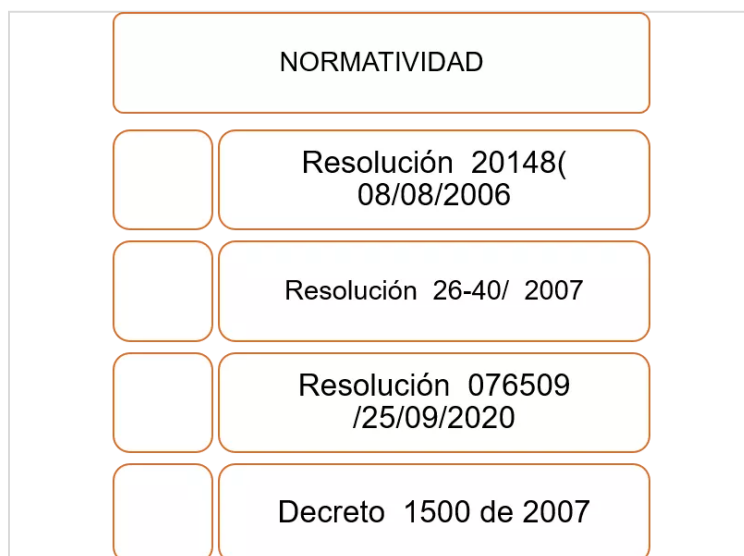 NORMATIVIDAD
Resolución 20148(
08/08/2006
Resolución 26-40/ 2007
Resolución 076509
/25/09/2020
Decreto 1500 de 2007